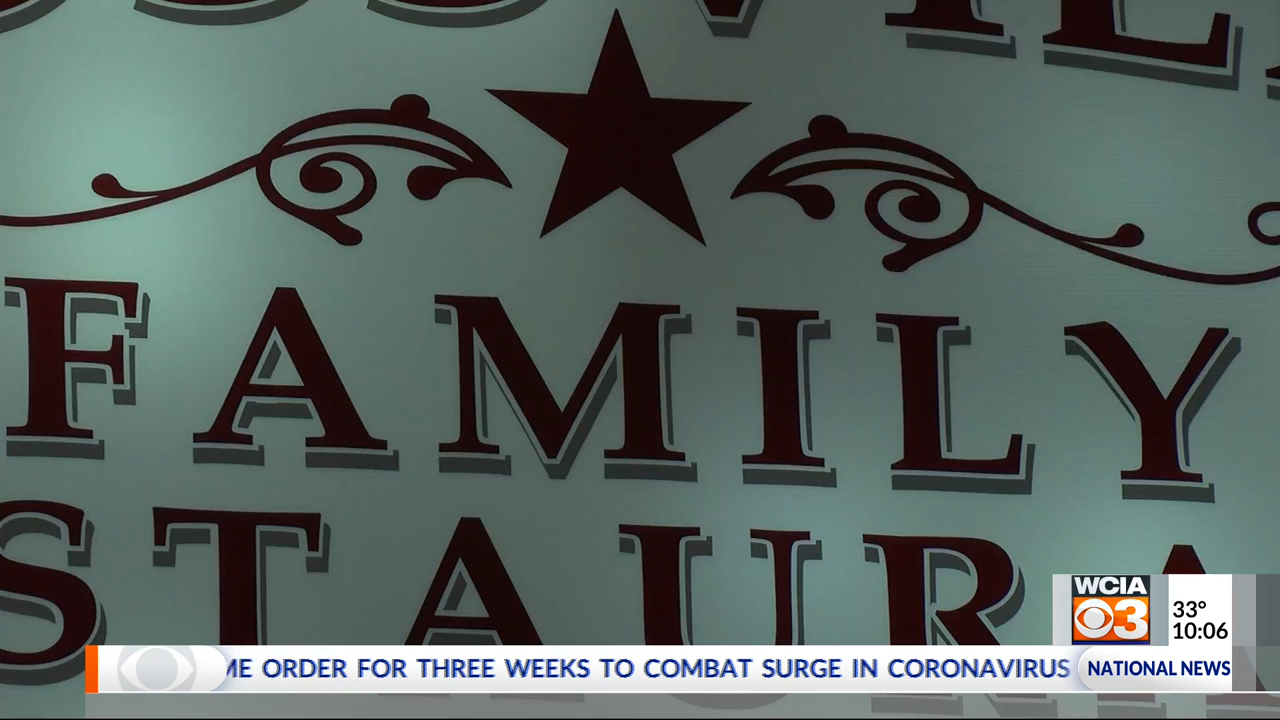 FAMILY
WCIA
3
33°
10:06
ME ORDER FOR THREE WEEKS TO COMBAT SURGE IN CORONAVIRUS
NATIONAL NEWS